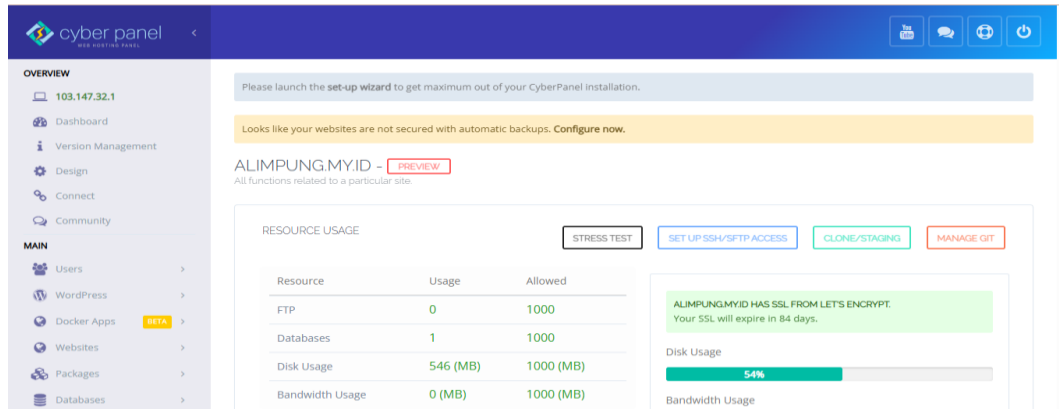 cyber panel
WEB HOSTING PANEL
You Tube
OVERVIEW
103.147.32.1
Dashboard
Version Management
Design
Connect
Community
MAIN
Users
WordPress
Docker Apps BETA
Websites
Packages
Databases
Please launch the set-up wizard to get maximum out of your CyberPanel installation.
Looks like your websites are not secured with automatic backups. Configure now.
ALIMPUNG.MY.ID - PREVIEW
All functions related to a particular site.
RESOURCE USAGE
STRESS TEST SET UP SSH/SFTP ACCESS CLONE/STAGING MANAGE GIT
Resource Usage Allowed
FTP 0 1000
Databases 1 1000
Disk Usage 546 (MB) 1000 (MB)
Bandwidth Usage 0 (MB) 1000 (MB)
ALIMPUNG.MY.ID HAS SSL FROM LET'S ENCRYPT.
Your SSL will expire in 84 days.
Disk Usage
54%
Bandwidth Usage